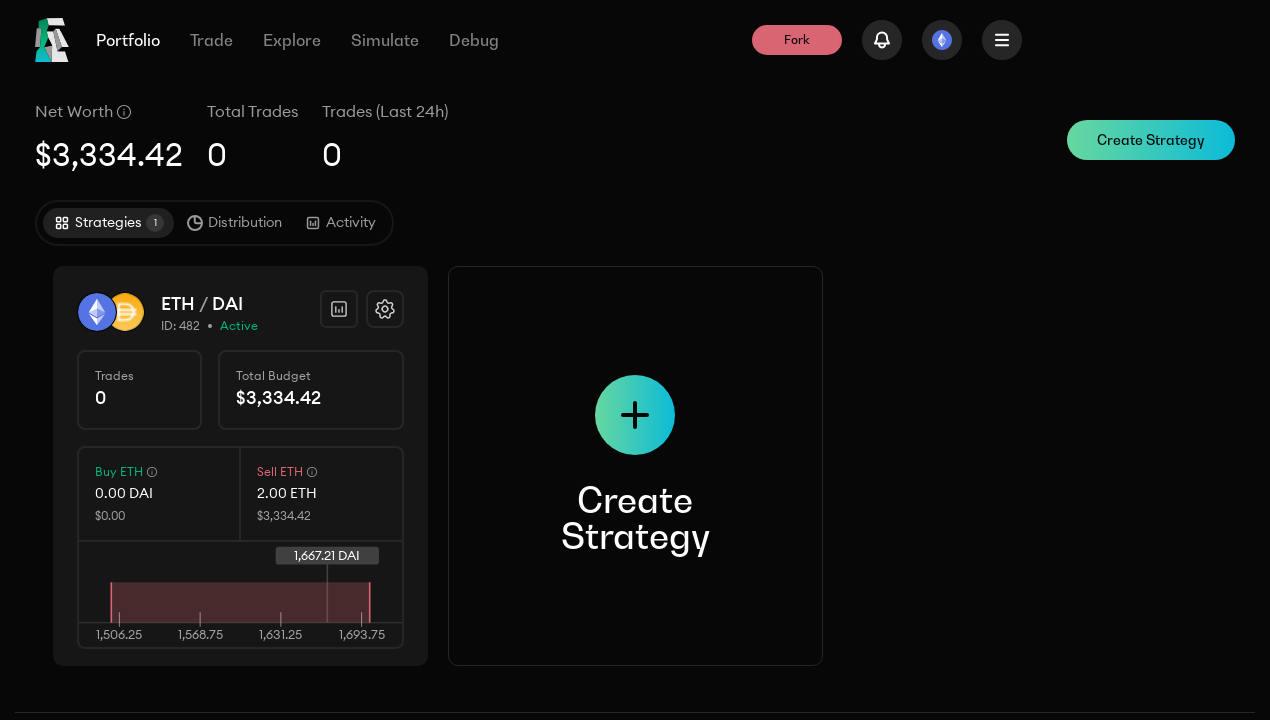 Portfolio Trade Explore Simulate Debug Fork
Net Worth Total Trades Trades (Last 24h)
$3,334.42 0 0
Create Strategy
Strategies 1 Distribution Activity
ETH / DAI
ID: 482 • Active
Trades
0
Total Budget
$3,334.42
Buy ETH
0.00 DAI
$0.00
Sell ETH
2.00 ETH
$3,334.42
1,667.21 DAI
1,506.25 1,568.75 1,631.25 1,693.75
Create
Strategy